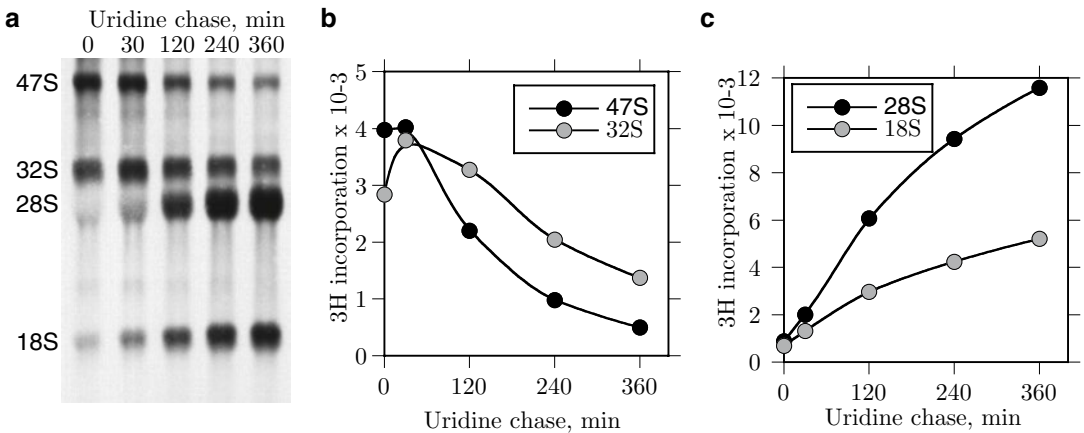 a
Uridine chase, min
0 30 120 240 360
47S
32S
28S
18S
b
3H incorporation x 10-3
5
4
3
2
1
0
47S
32S
0 120 240 360
Uridine chase, min
c
3H incorporation x 10-3
12
10
8
6
4
2
0
28S
18S
0 120 240 360
Uridine chase, min